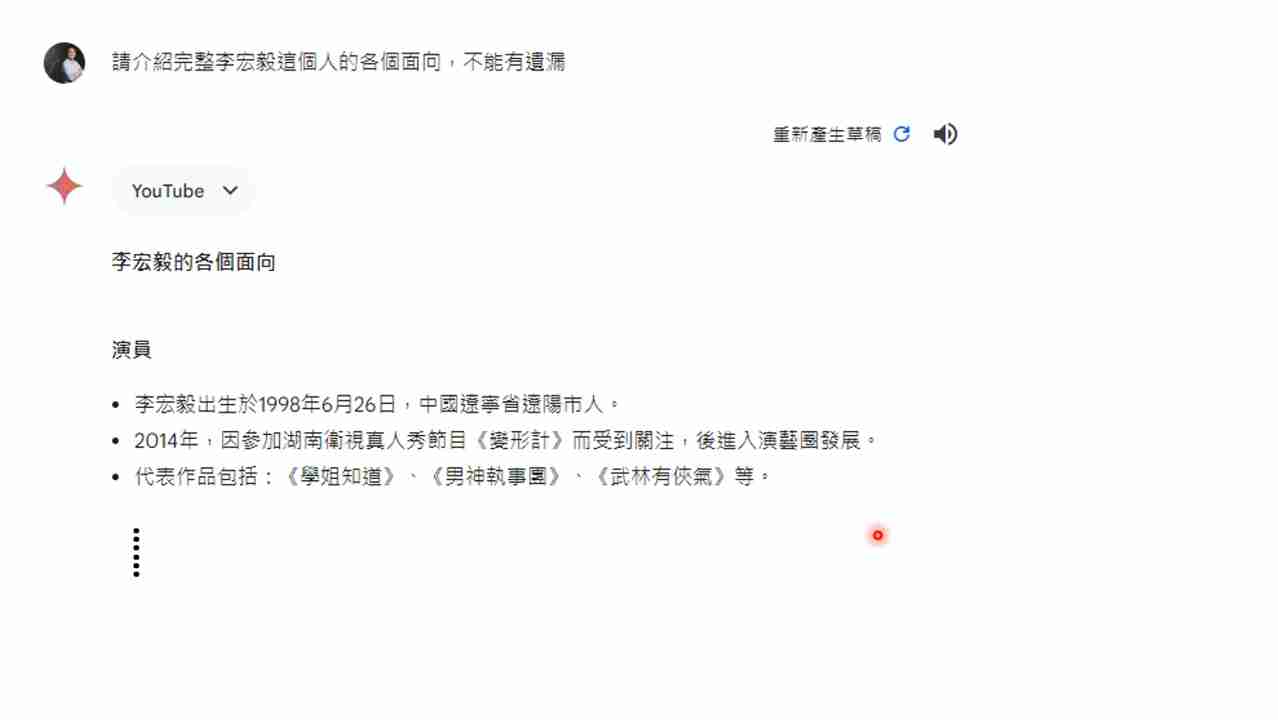 請介紹完整李宏毅這個人的各個面向，不能有遺漏
重新產生草稿
YouTube
李宏毅的各個面向
演員
• 李宏毅出生於1998年6月26日，中國遼寧省遼陽市人。
• 2014年，因參加湖南衛視真人秀節目《變形計》而受到關注，後進入演藝圈發展。
• 代表作品包括：《學姐知道》、《男神執事團》、《武林有俠氣》等。